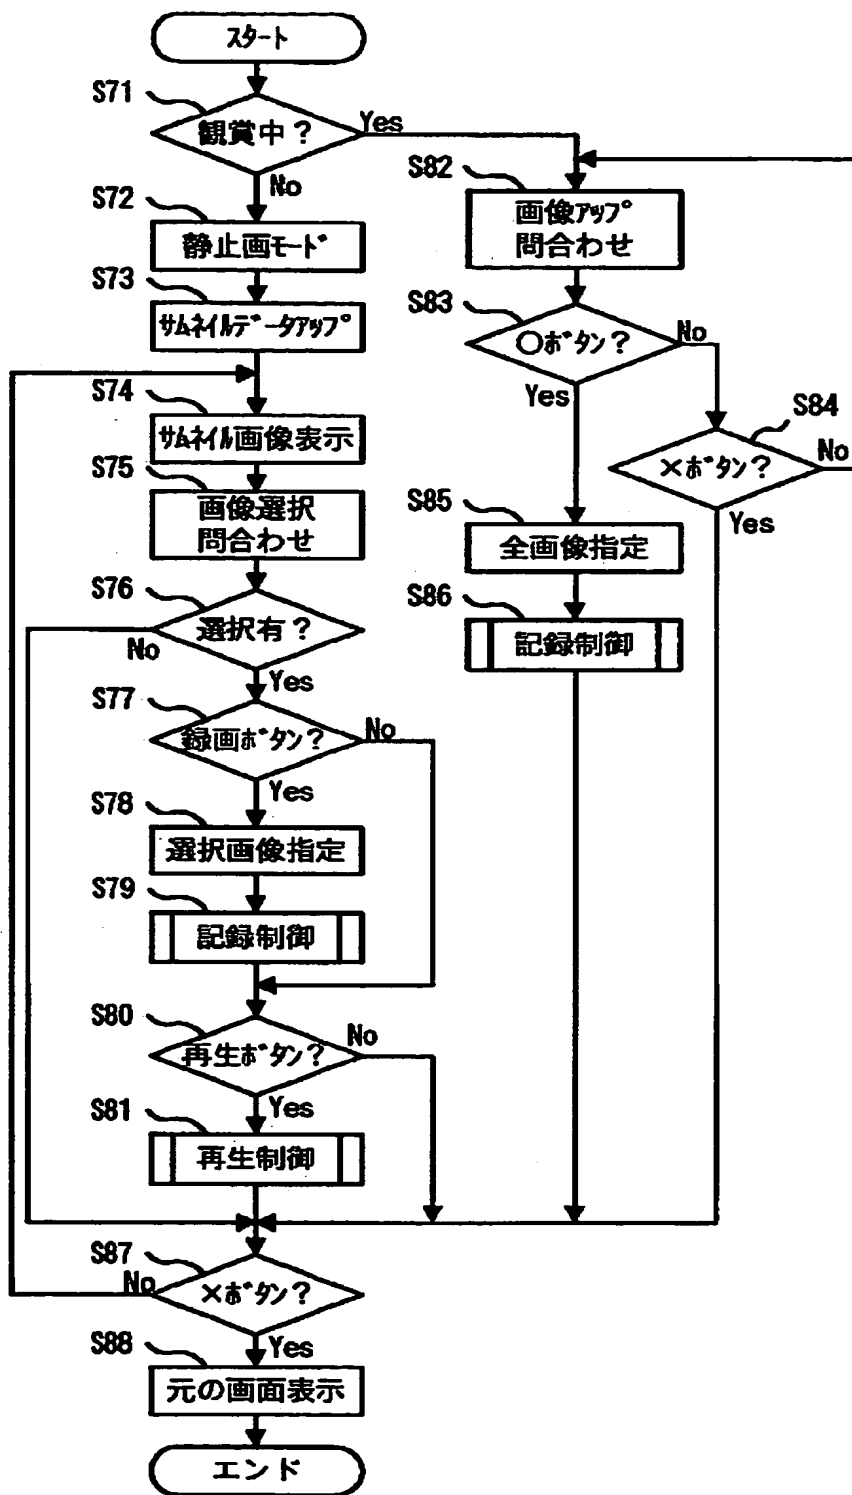 スタート
S71
観賞中?
Yes
No
S72
静止画モード
S73
サムネイルデータアップ
S74
サムネイル画像表示
S75
画像選択
問合わせ
S76
選択有?
No
Yes
S77
録画ボタン?
No
Yes
S78
選択画像指定
S79
記録制御
S80
再生ボタン?
No
Yes
S81
再生制御
S82
画像アップ
問合わせ
S83
○ボタン?
No
Yes
S84
×ボタン?
No
Yes
S85
全画像指定
S86
記録制御
S87
×ボタン?
No
Yes
S88
元の画面表示
エンド